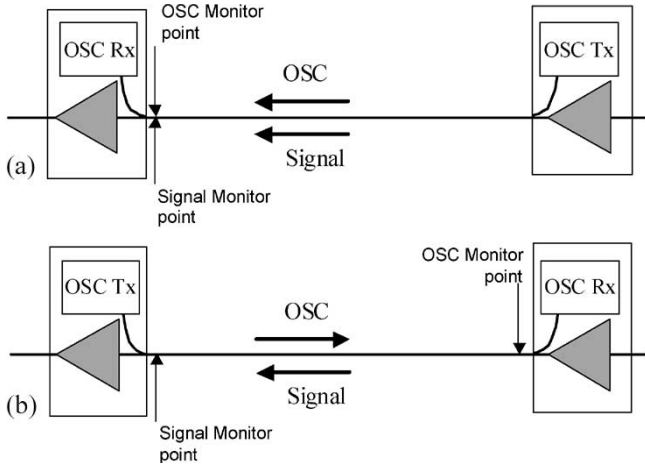 OSC Monitor
point
OSC Rx
OSC Tx
OSC
Signal
(a)
Signal Monitor
point
OSC Monitor
point
OSC Tx
OSC Rx
OSC
Signal
(b)
Signal Monitor
point